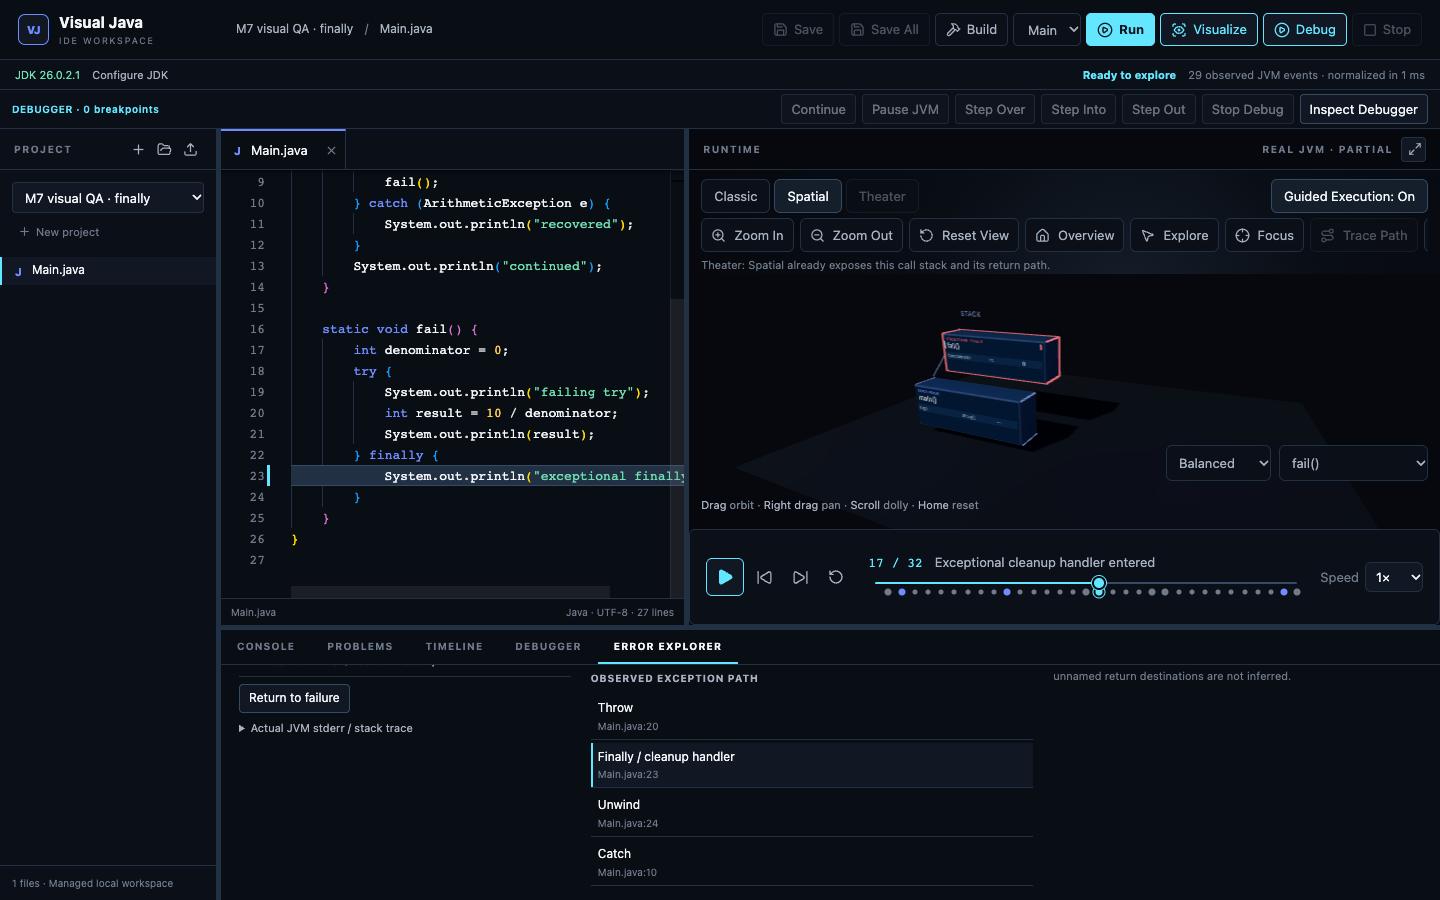 VJ
Visual Java
IDE WORKSPACE
M7 visual QA · finally / Main.java
Save
Save All
Build
Main
Run
Visualize
Debug
Stop
JDK 26.0.2.1 Configure JDK
Ready to explore 29 observed JVM events · normalized in 1 ms
DEBUGGER · 0 breakpoints
Continue
Pause JVM
Step Over
Step Into
Step Out
Stop Debug
Inspect Debugger
PROJECT
M7 visual QA · finally
New project
J Main.java
1 files · Managed local workspace
J Main.java
9 fail();
10 } catch (ArithmeticException e) {
11 System.out.println("recovered");
12 }
13 System.out.println("continued");
14 }
15
16 static void fail() {
17 int denominator = 0;
18 try {
19 System.out.println("failing try");
20 int result = 10 / denominator;
21 System.out.println(result);
22 } finally {
23 System.out.println("exceptional finally
24 }
25 }
26 }
27
Main.java
Java · UTF-8 · 27 lines
RUNTIME
REAL JVM · PARTIAL
Classic
Spatial
Theater
Guided Execution: On
Zoom In
Zoom Out
Reset View
Overview
Explore
Focus
Trace Path
Theater: Spatial already exposes this call stack and its return path.
STACK
fail()
main()
Balanced
fail()
Drag orbit · Right drag pan · Scroll dolly · Home reset
17 / 32 Exceptional cleanup handler entered
Speed
1×
CONSOLE
PROBLEMS
TIMELINE
DEBUGGER
ERROR EXPLORER
Return to failure
Actual JVM stderr / stack trace
OBSERVED EXCEPTION PATH
Throw
Main.java:20
Finally / cleanup handler
Main.java:23
Unwind
Main.java:24
Catch
Main.java:10
unnamed return destinations are not inferred.